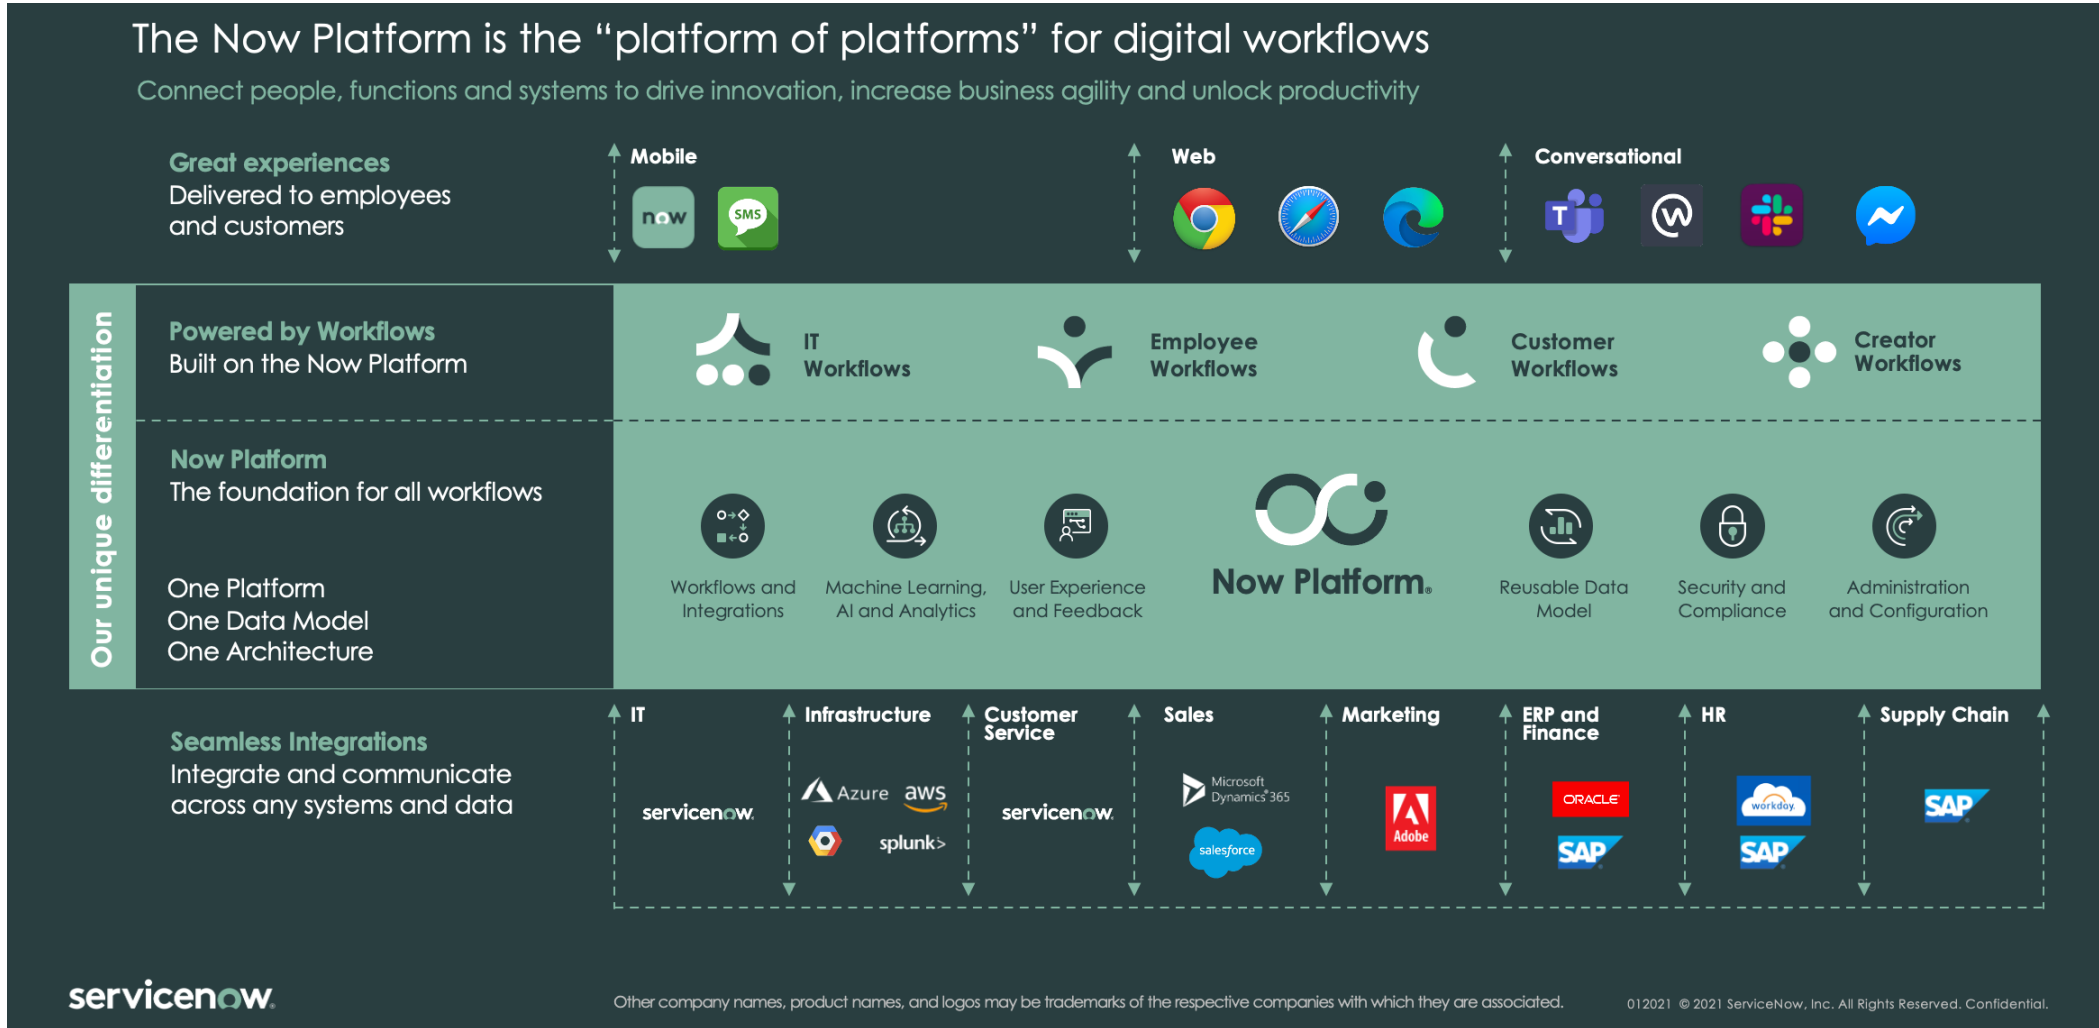 The Now Platform is the “platform of platforms” for digital workflows
Connect people, functions and systems to drive innovation, increase business agility and unlock productivity
Great experiences
Delivered to employees
and customers
Mobile
now
SMS
Web
Conversational
T
W
Our unique differentiation
Powered by Workflows
Built on the Now Platform
IT
Workflows
Employee
Workflows
Customer
Workflows
Creator
Workflows
Now Platform
The foundation for all workflows
One Platform
One Data Model
One Architecture
Workflows and
Integrations
Machine Learning,
AI and Analytics
User Experience
and Feedback
Now Platform®
Reusable Data
Model
Security and
Compliance
Administration
and Configuration
Seamless Integrations
Integrate and communicate
across any systems and data
IT
servicenow.
Infrastructure
Azure
aws
splunk>
Customer
Service
servicenow.
Sales
Microsoft
Dynamics® 365
salesforce
Marketing
Adobe
ERP and
Finance
ORACLE
SAP
HR
workday.
SAP
Supply Chain
SAP
servicenow.
Other company names, product names, and logos may be trademarks of the respective companies with which they are associated.
012021 © 2021 ServiceNow, Inc. All Rights Reserved. Confidential.